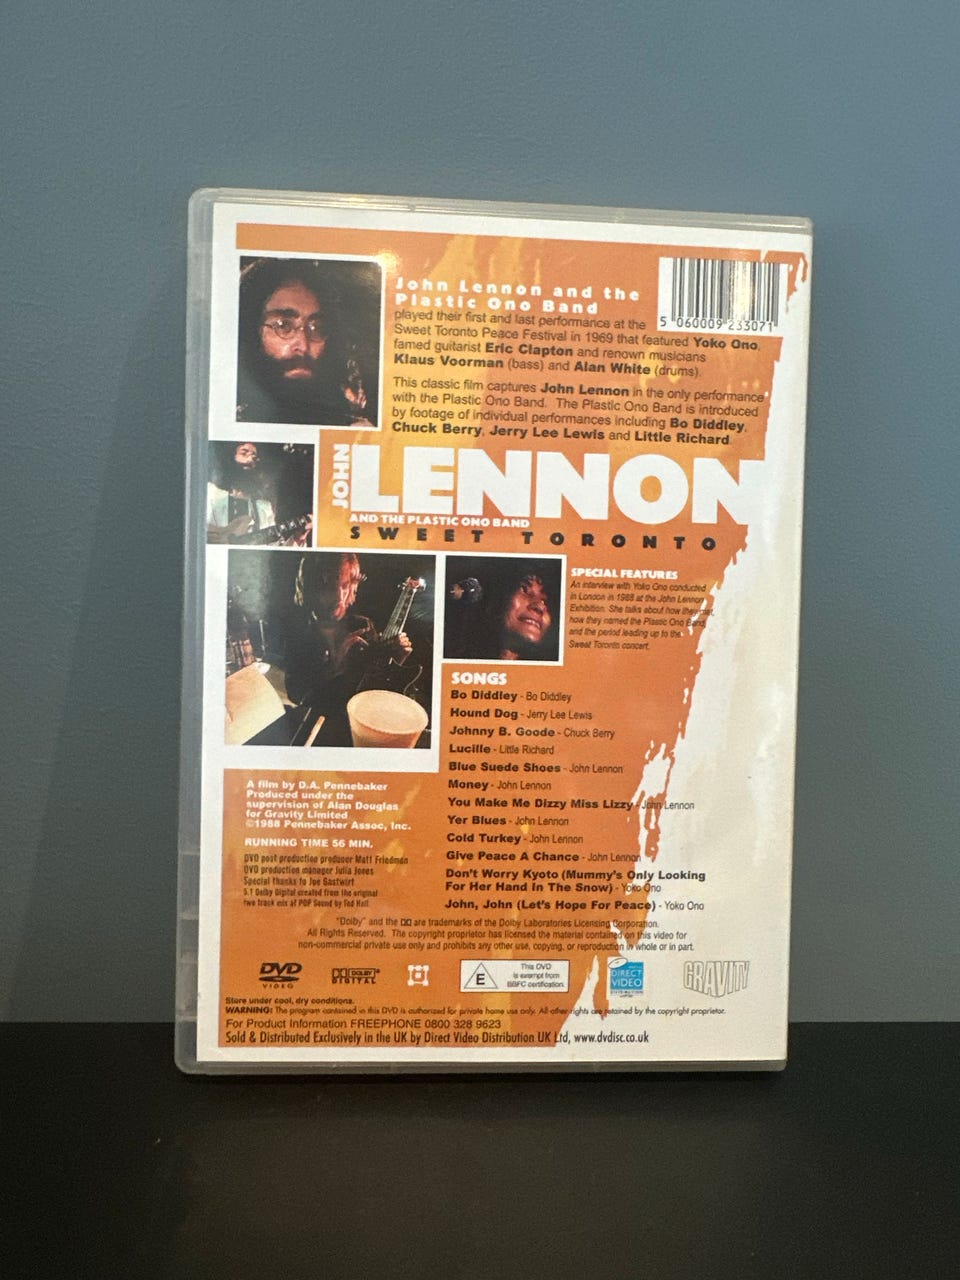 John Lennon and the
Plastic Ono Band
played their first and last performance at the
Sweet Toronto Peace Festival in 1969 that featured Yoko Ono,
famed guitarist Eric Clapton and renown musicians
Klaus Voorman (bass) and Alan White (drums).
This classic film captures John Lennon in the only performance
with the Plastic Ono Band. The Plastic Ono Band is introduced
by footage of individual performances including Bo Diddley,
Chuck Berry, Jerry Lee Lewis and Little Richard.
5 060009 233071
JOHN
LENNON
AND THE PLASTIC ONO BAND
SWEET TORONTO
SPECIAL FEATURES
An interview with Yoko Ono conducted
in London in 1988 at the John Lennon
Exhibition. She talks about how they met,
how they named the Plastic Ono Band,
and the period leading up to the
Sweet Toronto concert.
SONGS
Bo Diddley - Bo Diddley
Hound Dog - Jerry Lee Lewis
Johnny B. Goode - Chuck Berry
Lucille - Little Richard
Blue Suede Shoes - John Lennon
Money - John Lennon
You Make Me Dizzy Miss Lizzy - John Lennon
Yer Blues - John Lennon
Cold Turkey - John Lennon
Give Peace A Chance - John Lennon
Don't Worry Kyoto (Mummy's Only Looking
For Her Hand In The Snow) - Yoko Ono
John, John (Let's Hope For Peace) - Yoko Ono
A film by D.A. Pennebaker
Produced under the
supervision of Alan Douglas
for Gravity Limited
©1988 Pennebaker Assoc, Inc.
RUNNING TIME 56 MIN.
DVD post production producer Matt Friedman
DVD production manager Julia Jones
Special thanks to Joe Gastwirt
5.1 Dolby Digital created from the original
two track mix at POP Sound by Ted Hall
"Dolby" and the are trademarks of the Dolby Laboratories Licensing Corporation.
All Rights Reserved. The copyright proprietor has licensed the material contained on this video for
non-commercial private use only and prohibits any other use, copying, or reproduction in whole or in part.
DVD
VIDEO
DOLBY
DIGITAL
E
This DVD
is exempt from
BBFC certification.
DIRECT
VIDEO
DISTRIBUTION
GRAVITY
Store under cool, dry conditions.
WARNING: The program contained in this DVD is authorized for private home use only. All other rights are retained by the copyright proprietor.
For Product Information FREEPHONE 0800 328 9623
Sold & Distributed Exclusively in the UK by Direct Video Distribution UK Ltd, www.dvdisc.co.uk